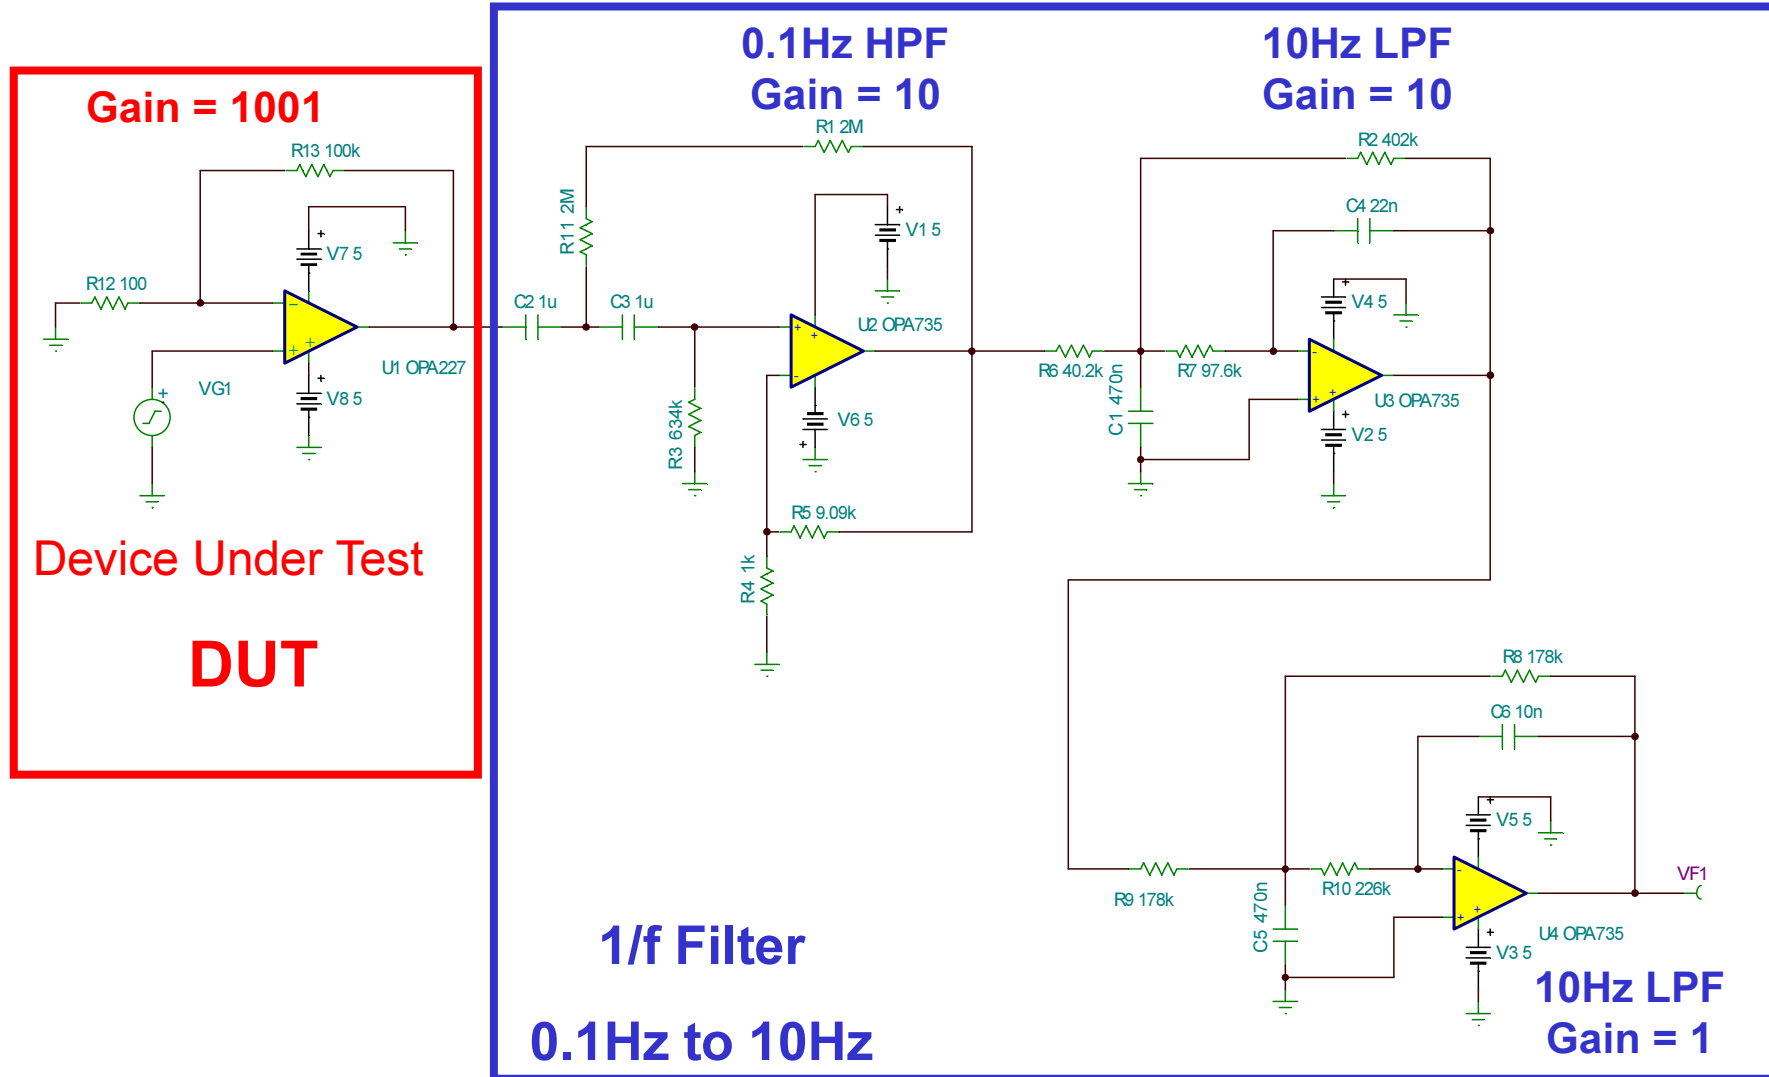 0.1Hz HPF
Gain = 10
10Hz LPF
Gain = 10
Gain = 1001
R13 100k
R12 100
V7 5
U1 OPA227
VG1
V8 5
Device Under Test
DUT
R1 2M
R11 2M
V1 5
C2 1u
C3 1u
U2 OPA735
R3 634k
V6 5
R5 9.09k
R4 1k
R2 402k
C4 22n
V4 5
R6 40.2k
R7 97.6k
C1 470n
U3 OPA735
V2 5
R8 178k
C6 10n
V5 5
R9 178k
R10 226k
C5 470n
VF1
U4 OPA735
V3 5
1/f Filter
0.1Hz to 10Hz
10Hz LPF
Gain = 1